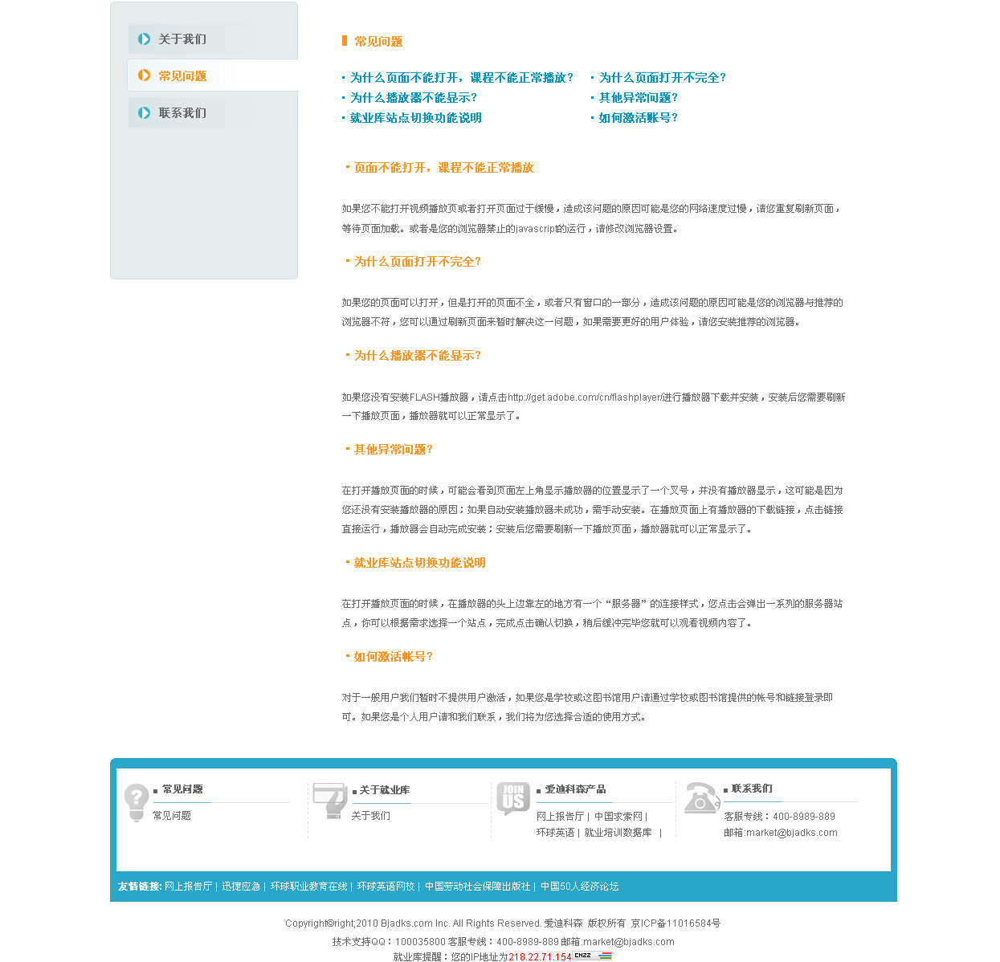 关于我们
常见问题
联系我们
常见问题
· 为什么页面不能打开，课程不能正常播放？ · 为什么页面打开不完全？
· 为什么播放器不能显示？ · 其他异常问题？
· 就业库站点切换功能说明 · 如何激活账号？
· 页面不能打开，课程不能正常播放
如果您不能打开视频播放页或者打开页面过于缓慢，造成该问题的原因可能是您的网络速度过慢，请您重复刷新页面，
等待页面加载。或者是您的浏览器禁止的javascript的运行，请修改浏览器设置。
· 为什么页面打开不完全？
如果您的页面可以打开，但是打开的页面不全，或者只有窗口的一部分，造成该问题的原因可能是您的浏览器与推荐的
浏览器不符，您可以通过刷新页面来暂时解决这一问题，如果需要更好的用户体验，请您安装推荐的浏览器。
· 为什么播放器不能显示？
如果您没有安装FLASH播放器，请点击http://get.adobe.com/cn/flashplayer/进行播放器下载并安装，安装后您需要刷新
一下播放页面，播放器就可以正常显示了。
· 其他异常问题？
在打开播放页面的时候，可能会看到页面左上角显示播放器的位置显示了一个叉号，并没有播放器显示，这可能是因为
您还没有安装播放器的原因；如果自动安装播放器未成功，需手动安装。在播放页面上有播放器的下载链接，点击链接
直接运行，播放器会自动完成安装；安装后您需要刷新一下播放页面，播放器就可以正常显示了。
· 就业库站点切换功能说明
在打开播放页面的时候，在播放器的头上边靠左的地方有一个“服务器”的连接样式，您点击会弹出一系列的服务器站
点，你可以根据需求选择一个站点，完成点击确认切换，稍后缓冲完毕您就可以观看视频内容了。
· 如何激活帐号？
对于一般用户我们暂时不提供用户激活，如果您是学校或这图书馆用户请通过学校或图书馆提供的帐号和链接登录即
可。如果您是个人用户请和我们联系，我们将为您选择合适的使用方式。
常见问题
常见问题
关于就业库
关于我们
JOIN
US
爱迪科森产品
网上报告厅 | 中国求索网 |
环球英语 | 就业培训数据库 |
联系我们
客服专线：400-8989-889
邮箱:market@bjadks.com
友情链接: 网上报告厅 | 迅捷应急 | 环球职业教育在线 | 环球英语网校 | 中国劳动社会保障出版社 | 中国50人经济论坛
Copyright©right;2010 Bjadks.com Inc. All Rights Reserved. 爱迪科森 版权所有 京ICP备11016584号
技术支持QQ：100035800 客服专线：400-8989-889 邮箱:market@bjadks.com
就业库提醒：您的IP地址为218.22.71.154 CNZZ